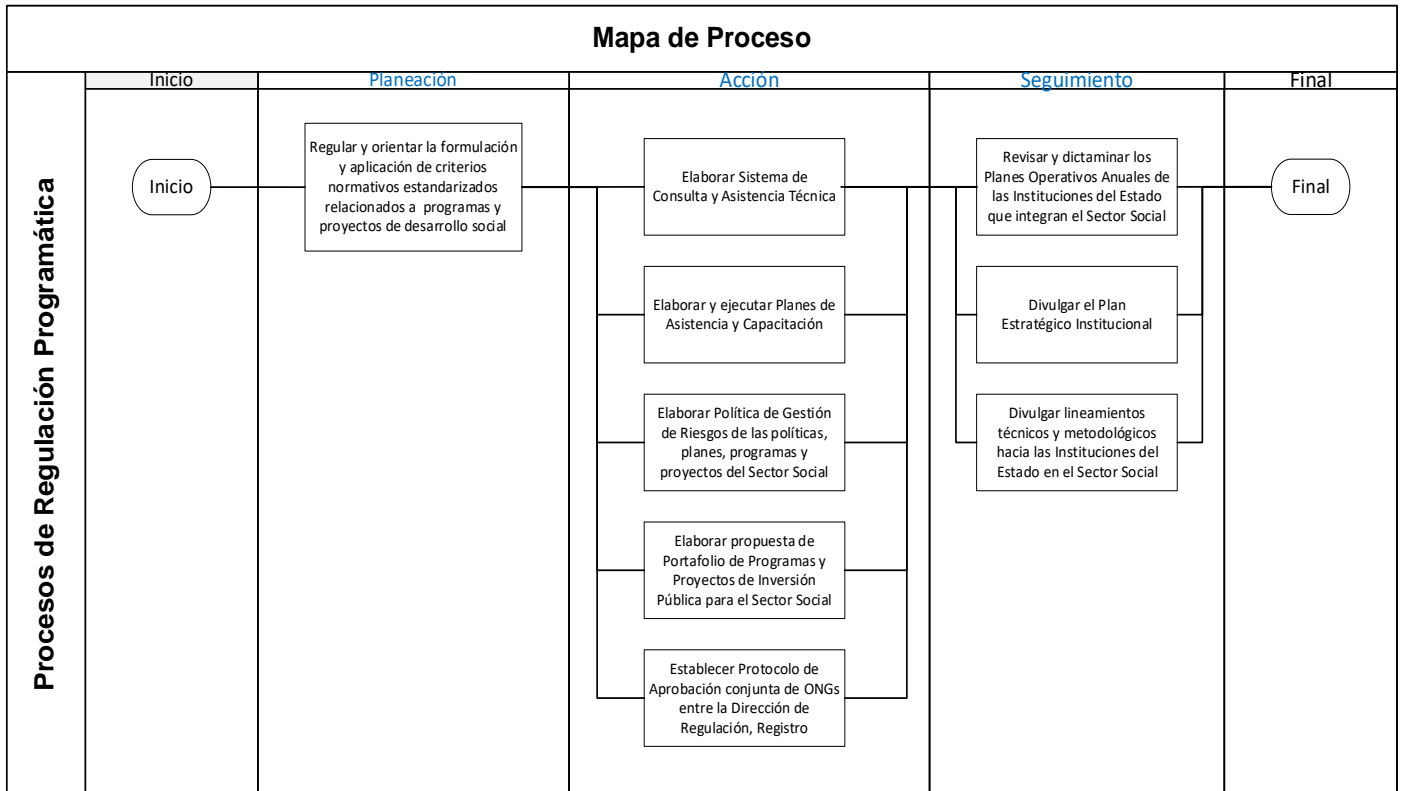 Mapa de Proceso
Inicio
Planeación
Acción
Seguimiento
Final
Procesos de Regulación Programática
Inicio
Regular y orientar la formulación
y aplicación de criterios
normativos estandarizados
relacionados a programas y
proyectos de desarrollo social
Elaborar Sistema de
Consulta y Asistencia Técnica
Elaborar y ejecutar Planes de
Asistencia y Capacitación
Elaborar Política de Gestión
de Riesgos de las políticas,
planes, programas y
proyectos del Sector Social
Elaborar propuesta de
Portafolio de Programas y
Proyectos de Inversión
Pública para el Sector Social
Establecer Protocolo de
Aprobación conjunta de ONGs
entre la Dirección de
Regulación, Registro
Revisar y dictaminar los
Planes Operativos Anuales de
las Instituciones del Estado
que integran el Sector Social
Divulgar el Plan
Estratégico Institucional
Divulgar lineamientos
técnicos y metodológicos
hacia las Instituciones del
Estado en el Sector Social
Final